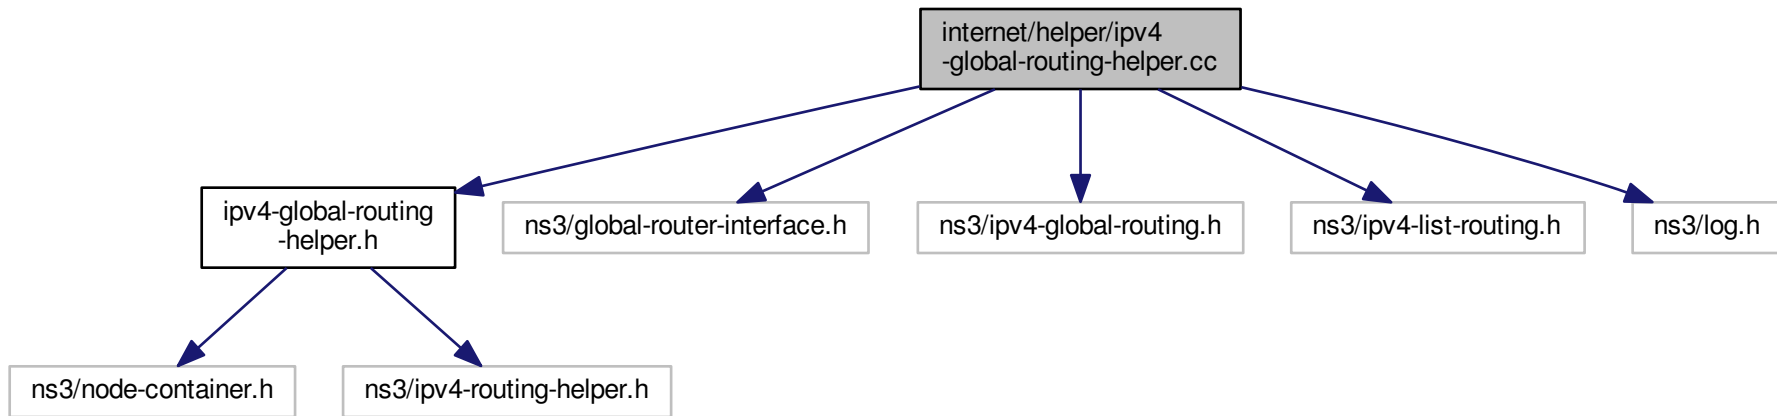 internet/helper/ipv4
-global-routing-helper.cc
ipv4-global-routing
-helper.h
ns3/global-router-interface.h
ns3/ipv4-global-routing.h
ns3/ipv4-list-routing.h
ns3/log.h
ns3/node-container.h
ns3/ipv4-routing-helper.h